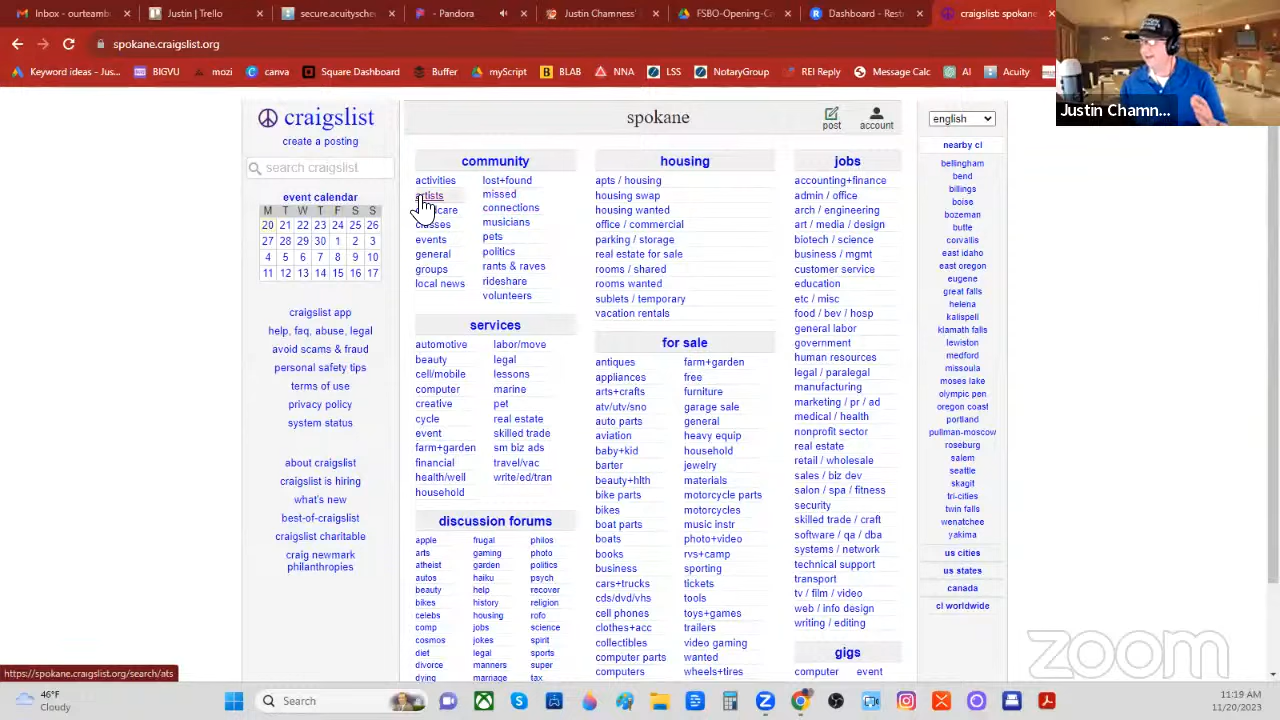 Inbox - ourteamb
Justin | Trello
secure.acuitysche
- Pandora
Justin Chamness'
FSBO-Opening-C
Dashboard - Rest
craigslist: spokan
spokane.craigslist.org
Keyword ideas - Jus...
BIGVU
mozi
canva
Square Dashboard
Buffer
myScript
BLAB
NNA
LSS
NotaryGroup
REI Reply
Message Calc
AI
Acuity
Justin Chamn...
craigslist
create a posting
search craigslist
event calendar
M T W T F S S
20 21 22 23 24 25 26
27 28 29 30 1 2 3
4 5 6 7 8 9 10
11 12 13 14 15 16 17
craigslist app
help, faq, abuse, legal
avoid scams & fraud
personal safety tips
terms of use
privacy policy
system status
about craigslist
craigslist is hiring
what's new
best-of-craigslist
craigslist charitable
craig newmark
philanthropies
spokane
post
account
community
activities
classes
events
general
groups
local news
lost+found
missed
connections
musicians
pets
politics
rants & raves
rideshare
volunteers
services
automotive
beauty
cell/mobile
computer
creative
cycle
event
farm+garden
financial
health/well
household
labor/move
legal
lessons
marine
pet
real estate
skilled trade
sm biz ads
travel/vac
write/ed/tran
discussion forums
apple
arts
atheist
autos
beauty
bikes
celebs
comp
cosmos
diet
divorce
dying
frugal
gaming
garden
haiku
help
history
housing
jobs
jokes
legal
manners
marriage
philos
photo
politics
psych
recover
religion
rofo
science
spirit
sports
super
tax
housing
apts / housing
housing swap
housing wanted
office / commercial
parking / storage
real estate for sale
rooms / shared
rooms wanted
sublets / temporary
vacation rentals
for sale
antiques
appliances
arts+crafts
atv/utv/sno
auto parts
aviation
baby+kid
barter
beauty+hlth
bike parts
bikes
boat parts
boats
books
business
cars+trucks
cds/dvd/vhs
cell phones
clothes+acc
collectibles
computer parts
computers
farm+garden
free
furniture
garage sale
general
heavy equip
household
jewelry
materials
motorcycle parts
motorcycles
music instr
photo+video
rvs+camp
sporting
tickets
tools
toys+games
trailers
video gaming
wanted
wheels+tires
jobs
accounting+finance
admin / office
arch / engineering
art / media / design
biotech / science
business / mgmt
customer service
education
etc / misc
food / bev / hosp
general labor
government
human resources
legal / paralegal
manufacturing
marketing / pr / ad
medical / health
nonprofit sector
real estate
retail / wholesale
sales / biz dev
salon / spa / fitness
security
skilled trade / craft
software / qa / dba
systems / network
technical support
transport
tv / film / video
web / info design
writing / editing
gigs
computer
event
english
nearby cl
bellingham
bend
billings
boise
bozeman
butte
corvallis
east idaho
east oregon
eugene
great falls
helena
kalispell
klamath falls
lewiston
medford
missoula
moses lake
olympic pen
oregon coast
portland
pullman-moscow
roseburg
salem
seattle
skagit
tri-cities
twin falls
wenatchee
yakima
us cities
us states
canada
cl worldwide
zoom
https://spokane.craigslist.org/search/ats
46°F
Cloudy
Search
11:19 AM
11/20/2023